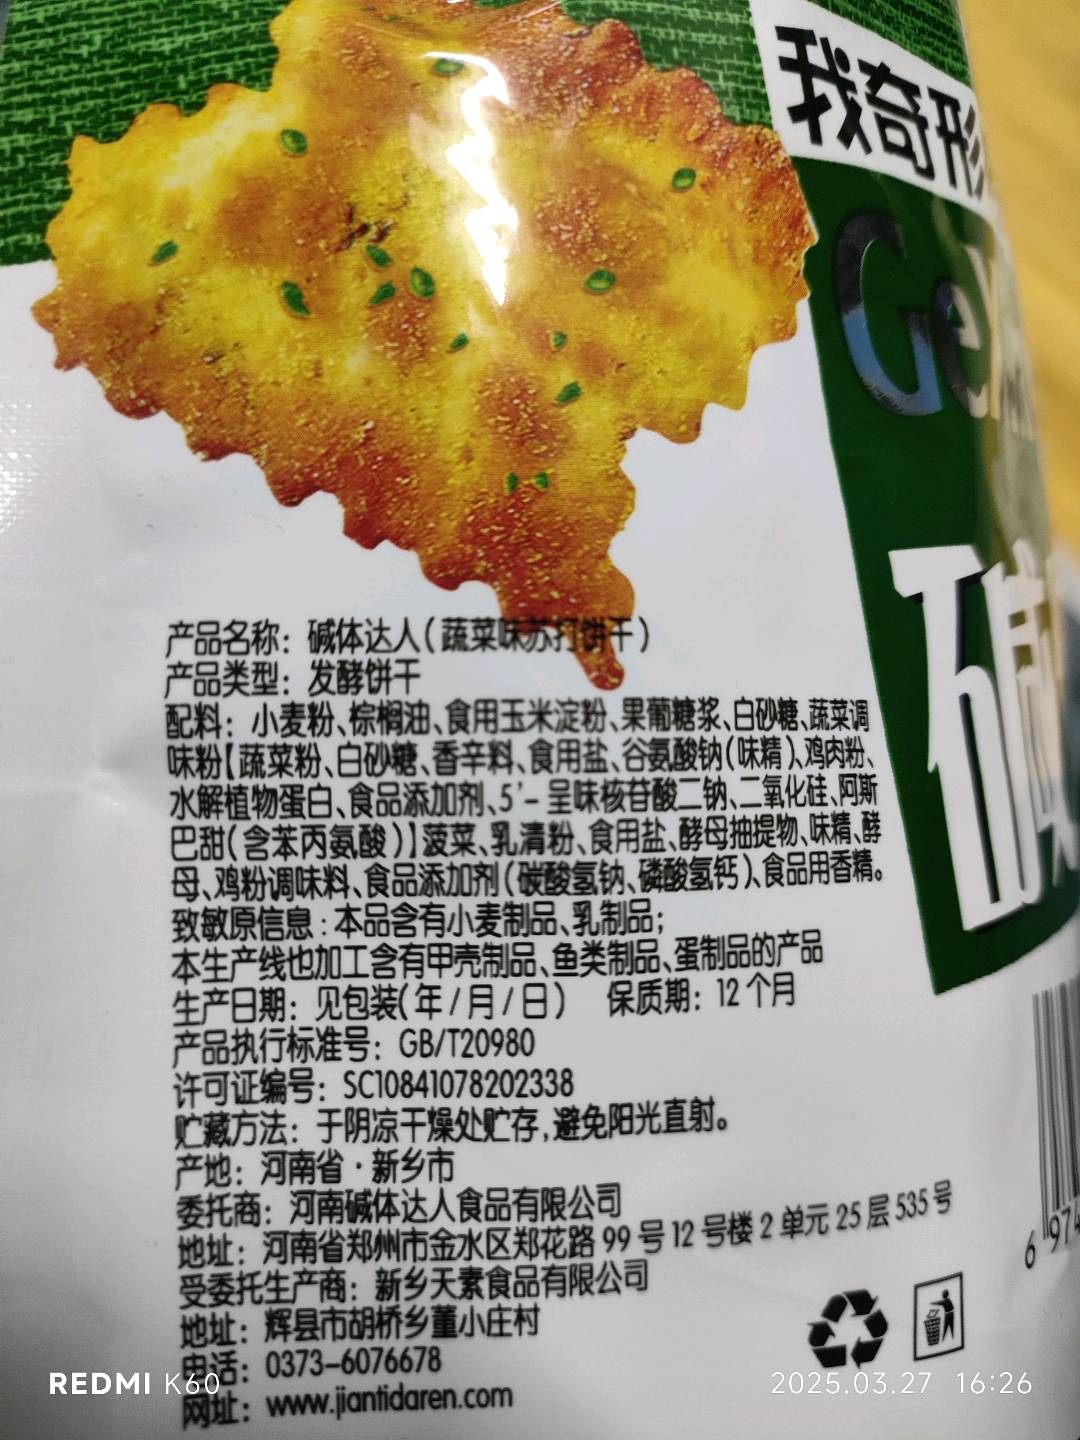 我奇形
Ge
碱
产品名称：碱体达人（蔬菜味苏打饼干）
产品类型：发酵饼干
配料：小麦粉、棕榈油、食用玉米淀粉、果葡糖浆、白砂糖、蔬菜调
味粉【蔬菜粉、白砂糖、香辛料、食用盐、谷氨酸钠（味精）、鸡肉粉、
水解植物蛋白、食品添加剂、5'-呈味核苷酸二钠、二氧化硅、阿斯
巴甜（含苯丙氨酸）】菠菜、乳清粉、食用盐、酵母抽提物、味精、酵
母、鸡粉调味料、食品添加剂（碳酸氢钠、磷酸氢钙）、食品用香精。
致敏原信息：本品含有小麦制品、乳制品；
本生产线也加工含有甲壳制品、鱼类制品、蛋制品的产品
生产日期：见包装（年/月/日） 保质期：12个月
产品执行标准号：GB/T20980
许可证编号：SC10841078202338
贮藏方法：于阴凉干燥处贮存，避免阳光直射。
产地：河南省·新乡市
委托商：河南碱体达人食品有限公司
地址：河南省郑州市金水区郑花路99号12号楼2单元25层535号
受委托生产商：新乡天素食品有限公司
地址：辉县市胡桥乡董小庄村
电话：0373-6076678
网址：www.jiantidaren.com
6 974
REDMI K60
2025.03.27 16:26